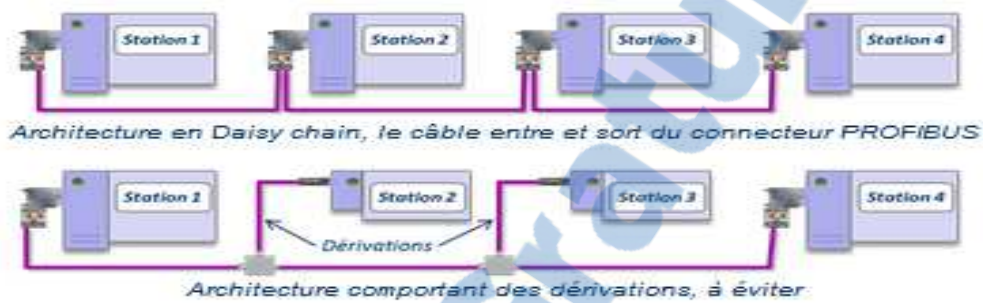 Station 1
Station 2
Station 3
Station 4
Architecture en Daisy chain, le câble entre et sort du connecteur PROFIBUS
Station 1
Station 2
Station 3
Station 4
Dérivations
Architecture comportant des dérivations, à éviter